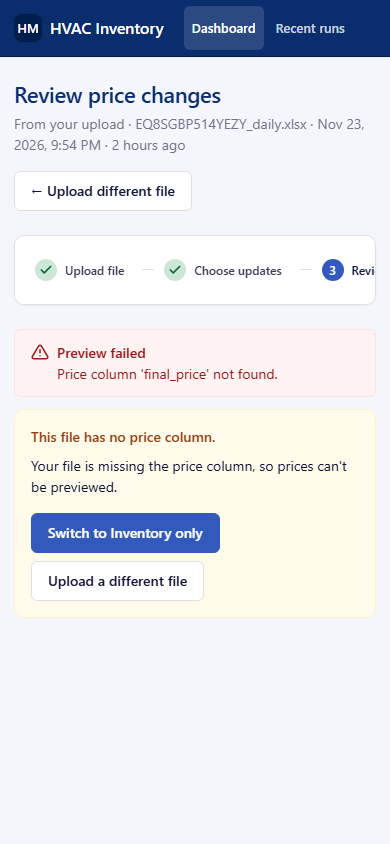 HM HVAC Inventory Dashboard Recent runs
Review price changes
From your upload · EQ8SGBP514YEZY_daily.xlsx · Nov 23,
2026, 9:54 PM · 2 hours ago
← Upload different file
Upload file Choose updates 3 Revi
Preview failed
Price column 'final_price' not found.
This file has no price column.
Your file is missing the price column, so prices can't
be previewed.
Switch to Inventory only
Upload a different file